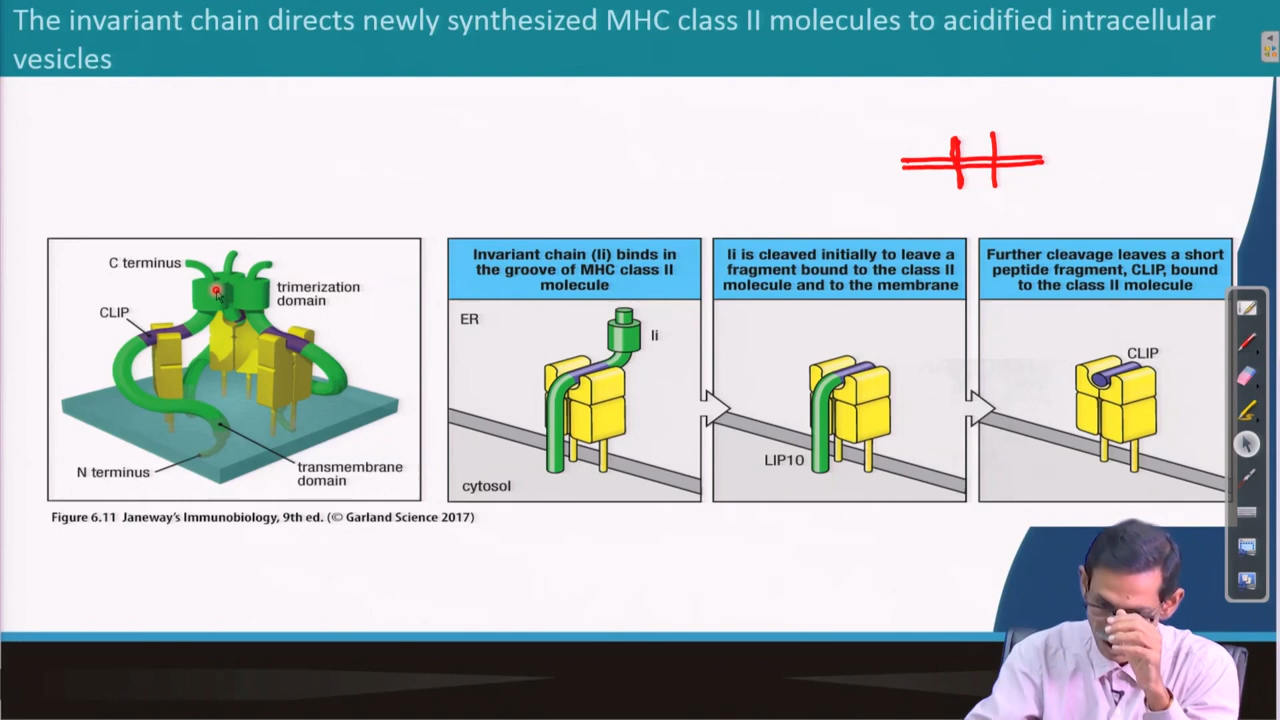 The invariant chain directs newly synthesized MHC class II molecules to acidified intracellular
vesicles
C terminus
trimerization
domain
CLIP
N terminus
transmembrane
domain
Invariant chain (Ii) binds in
the groove of MHC class II
molecule
ER
Ii
cytosol
Ii is cleaved initially to leave a
fragment bound to the class II
molecule and to the membrane
LIP10
Further cleavage leaves a short
peptide fragment, CLIP, bound
to the class II molecule
CLIP
Figure 6.11 Janeway's Immunobiology, 9th ed. (© Garland Science 2017)